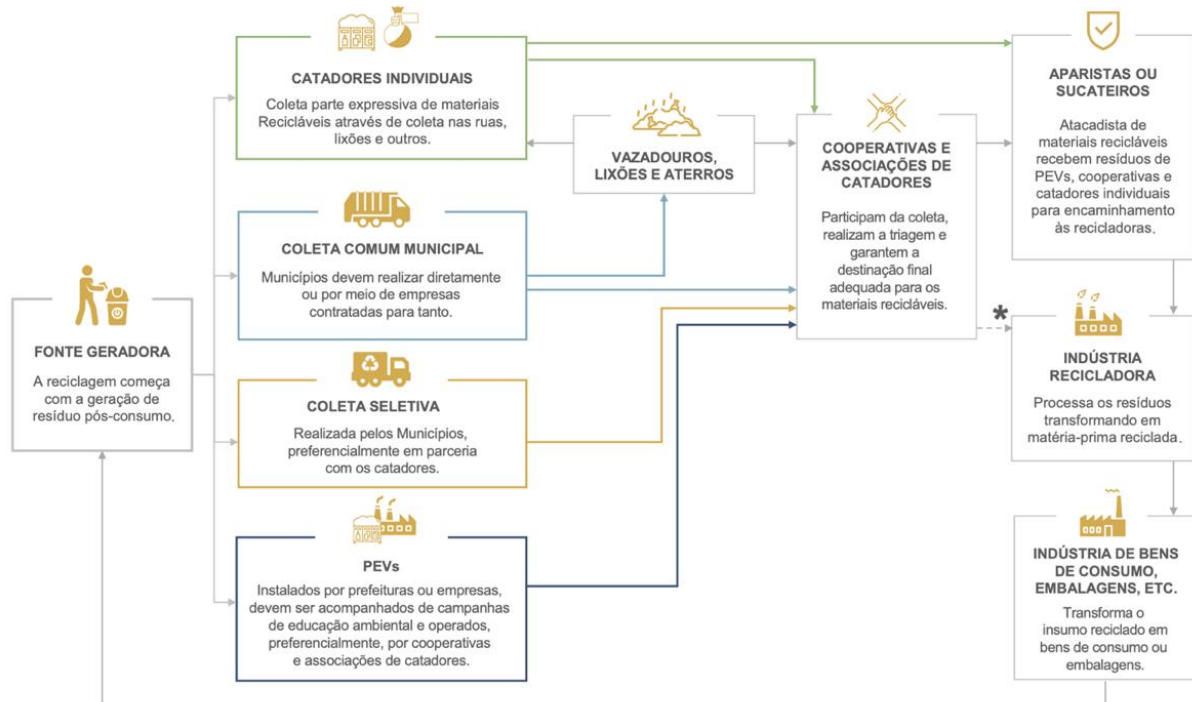 CATADORES INDIVIDUAIS
Coleta parte expressiva de materiais
Recicláveis através de coleta nas ruas,
lixões e outros.
VAZADOUROS,
LIXÕES E ATERROS
COOPERATIVAS E
ASSOCIAÇÕES DE
CATADORES
Participam da coleta,
realizam a triagem e
garantem a
destinação final
adequada para os
materiais recicláveis.
APARISTAS OU
SUCATEIROS
Atacadista de
materiais recicláveis
recebem resíduos de
PEVs, cooperativas e
catadores individuais
para encaminhamento
às recicladoras.
COLETA COMUM MUNICIPAL
Municípios devem realizar diretamente
ou por meio de empresas
contratadas para tanto.
FONTE GERADORA
A reciclagem começa
com a geração de
resíduo pós-consumo.
*
INDÚSTRIA
RECICLADORA
Processa os resíduos
transformando em
matéria-prima reciclada.
COLETA SELETIVA
Realizada pelos Municípios,
preferencialmente em parceria
com os catadores.
PEVs
Instalados por prefeituras ou empresas,
devem ser acompanhados de campanhas
de educação ambiental e operados,
preferencialmente, por cooperativas
e associações de catadores.
INDÚSTRIA DE BENS
DE CONSUMO,
EMBALAGENS, ETC.
Transforma o
insumo reciclado em
bens de consumo ou
embalagens.